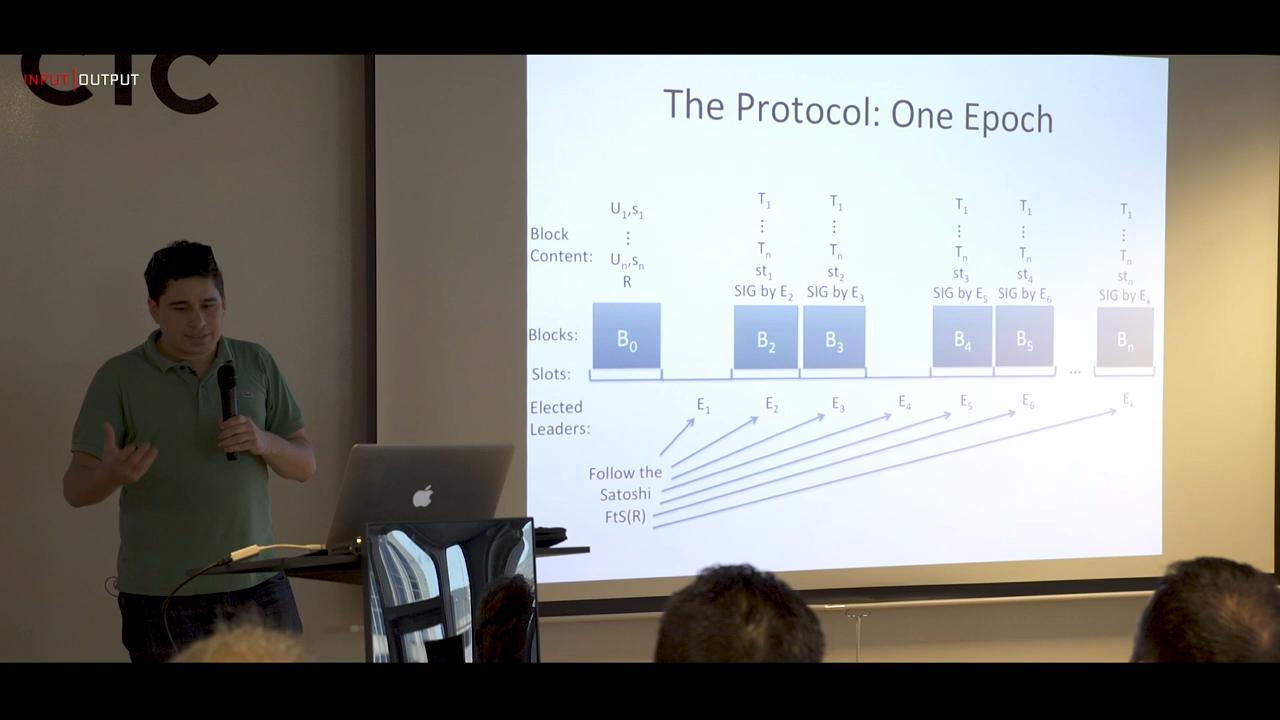 CIC
INPUT|OUTPUT
The Protocol: One Epoch
Block
Content:
U₁,s₁
⋮
Uₙ,sₙ
R
T₁
⋮
Tₙ
st₁
SIG by E₂
T₁
⋮
Tₙ
st₂
SIG by E₃
T₁
⋮
Tₙ
st₃
SIG by E₅
T₁
⋮
Tₙ
st₄
SIG by E₆
T₁
⋮
Tₙ
stₙ
SIG by Eₖ
Blocks:
B₀
B₂
B₃
B₄
B₅
Bₙ
Slots:
...
Elected
Leaders:
E₁
E₂
E₃
E₄
E₅
E₆
Eₖ
Follow the
Satoshi
FtS(R)